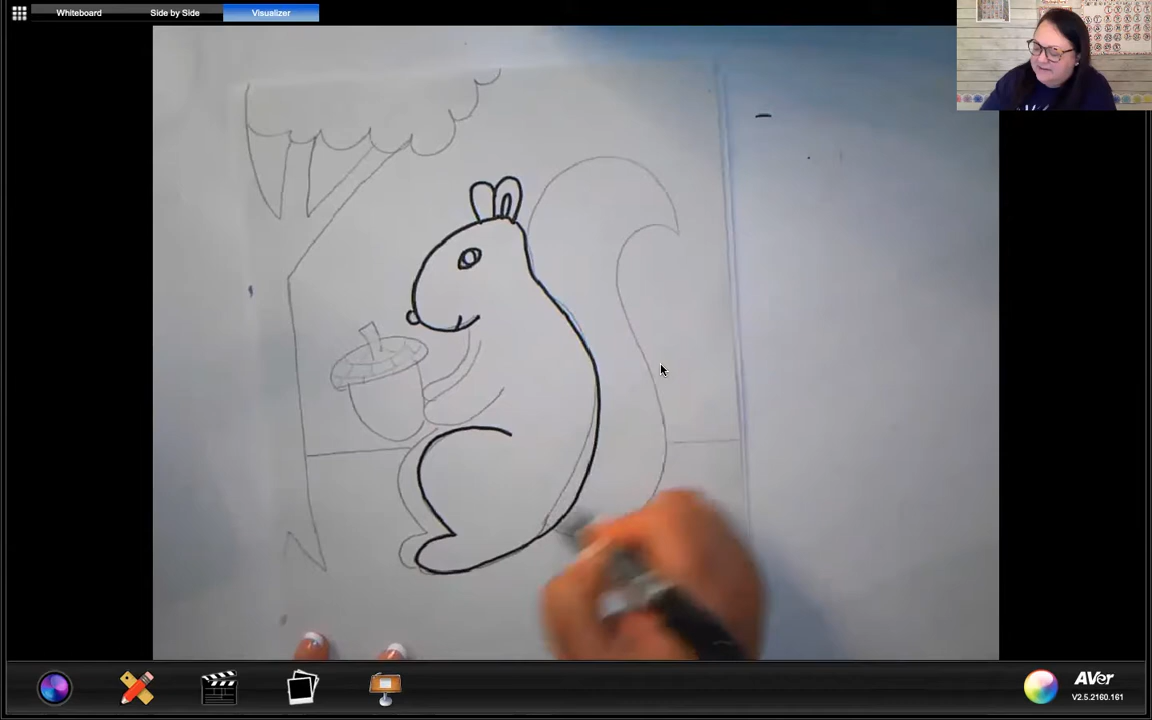 Whiteboard
Side by Side
Visualizer
AVer
V2.5.2160.161